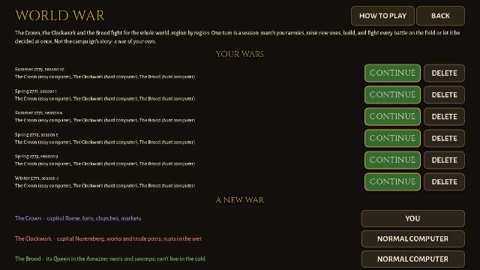 WORLD WAR
HOW TO PLAY
BACK
The Crown, the Clockwork and the Brood fight for the whole world, region by region. One turn is a season: march your armies, raise new ones, build, and fight every battle on the field or let it be decided at once. Not the campaign's story: a war of your own.
YOUR WARS
CONTINUE DELETE
The Crown (easy computer), The Clockwork (hard computer), The Brood (hard computer)
CONTINUE DELETE
The Crown (easy computer), The Clockwork (hard computer), The Brood (hard computer)
CONTINUE DELETE
The Crown (easy computer), The Clockwork (hard computer), The Brood (hard computer)
CONTINUE DELETE
The Crown (easy computer), The Clockwork (hard computer), The Brood (hard computer)
CONTINUE DELETE
The Crown (easy computer), The Clockwork (hard computer), The Brood (hard computer)
CONTINUE DELETE
The Crown (easy computer), The Clockwork (hard computer), The Brood (hard computer)
A NEW WAR
The Crown - capital Rome, forts, churches, markets
YOU
The Clockwork - capital Nuremberg, works and trade posts; rusts in the wet
NORMAL COMPUTER
The Brood - its Queen in the Amazon; nests and swamps; can't live in the cold
NORMAL COMPUTER